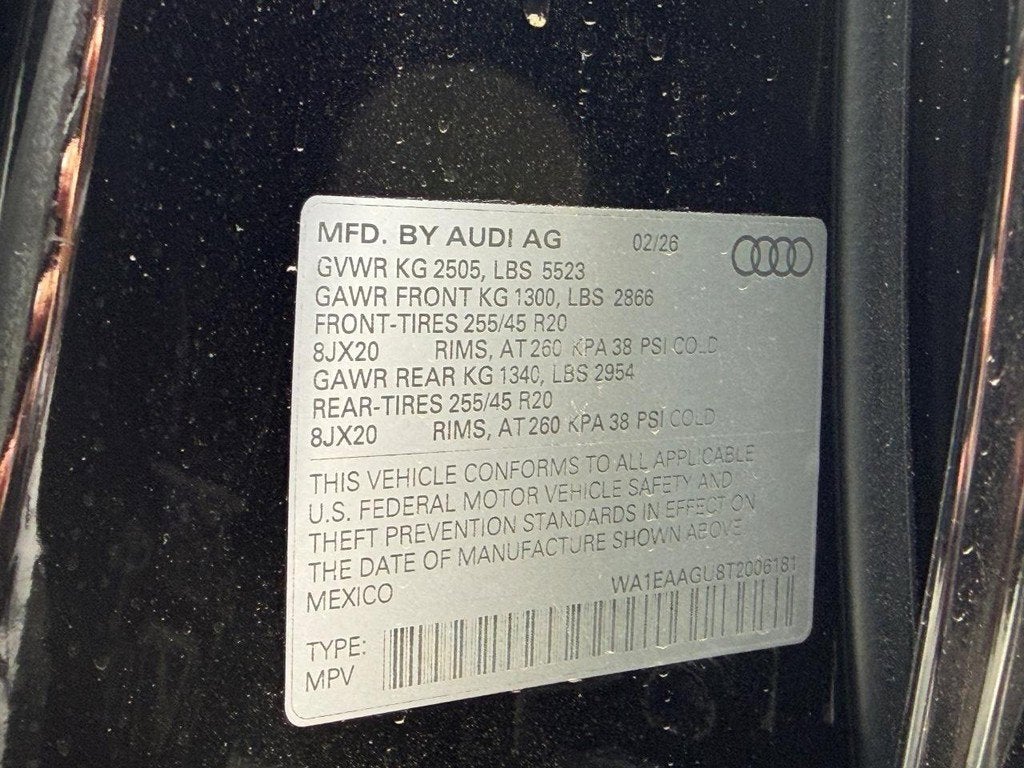 MFD. BY AUDI AG 02/26
GVWR KG 2505, LBS 5523
GAWR FRONT KG 1300, LBS 2866
FRONT-TIRES 255/45 R20
8JX20 RIMS, AT 260 KPA 38 PSI COLD
GAWR REAR KG 1340, LBS 2954
REAR-TIRES 255/45 R20
8JX20 RIMS, AT 260 KPA 38 PSI COLD
THIS VEHICLE CONFORMS TO ALL APPLICABLE
U.S. FEDERAL MOTOR VEHICLE SAFETY AND
THEFT PREVENTION STANDARDS IN EFFECT ON
THE DATE OF MANUFACTURE SHOWN ABOVE.
MEXICO WA1EAAGU8T2006181
TYPE:
MPV